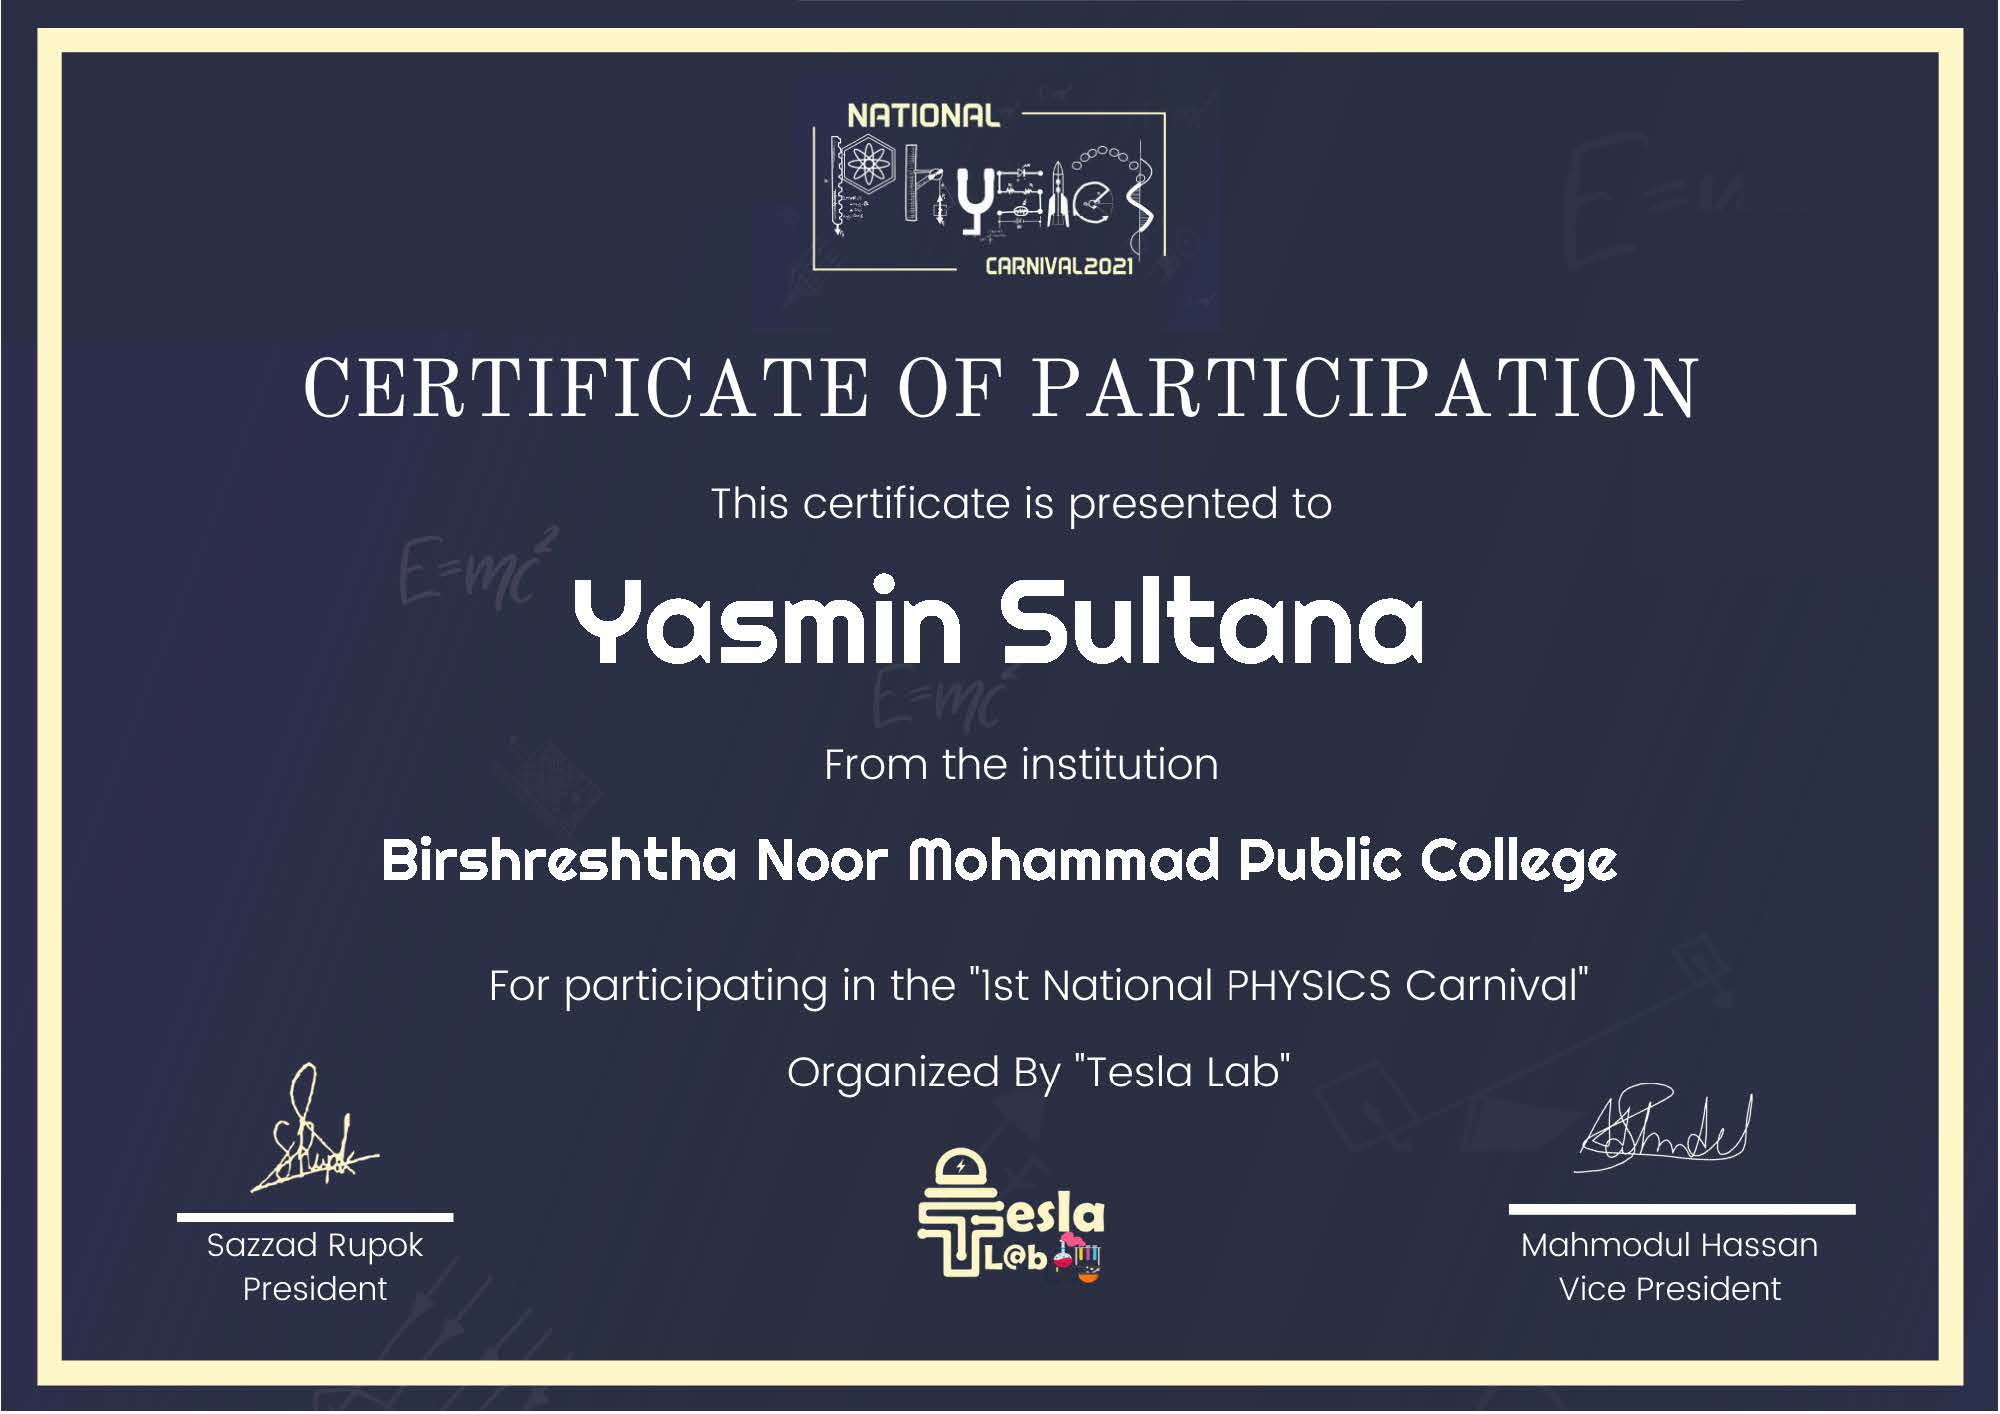 NATIONAL
Physics
CARNIVAL2021
CERTIFICATE OF PARTICIPATION
This certificate is presented to
E=mc²
Yasmin Sultana
E=mc²
From the institution
Birshreshtha Noor Mohammad Public College
For participating in the "1st National PHYSICS Carnival"
Organized By "Tesla Lab"
Tesla
L@b
Sazzad Rupok
President
Mahmodul Hassan
Vice President